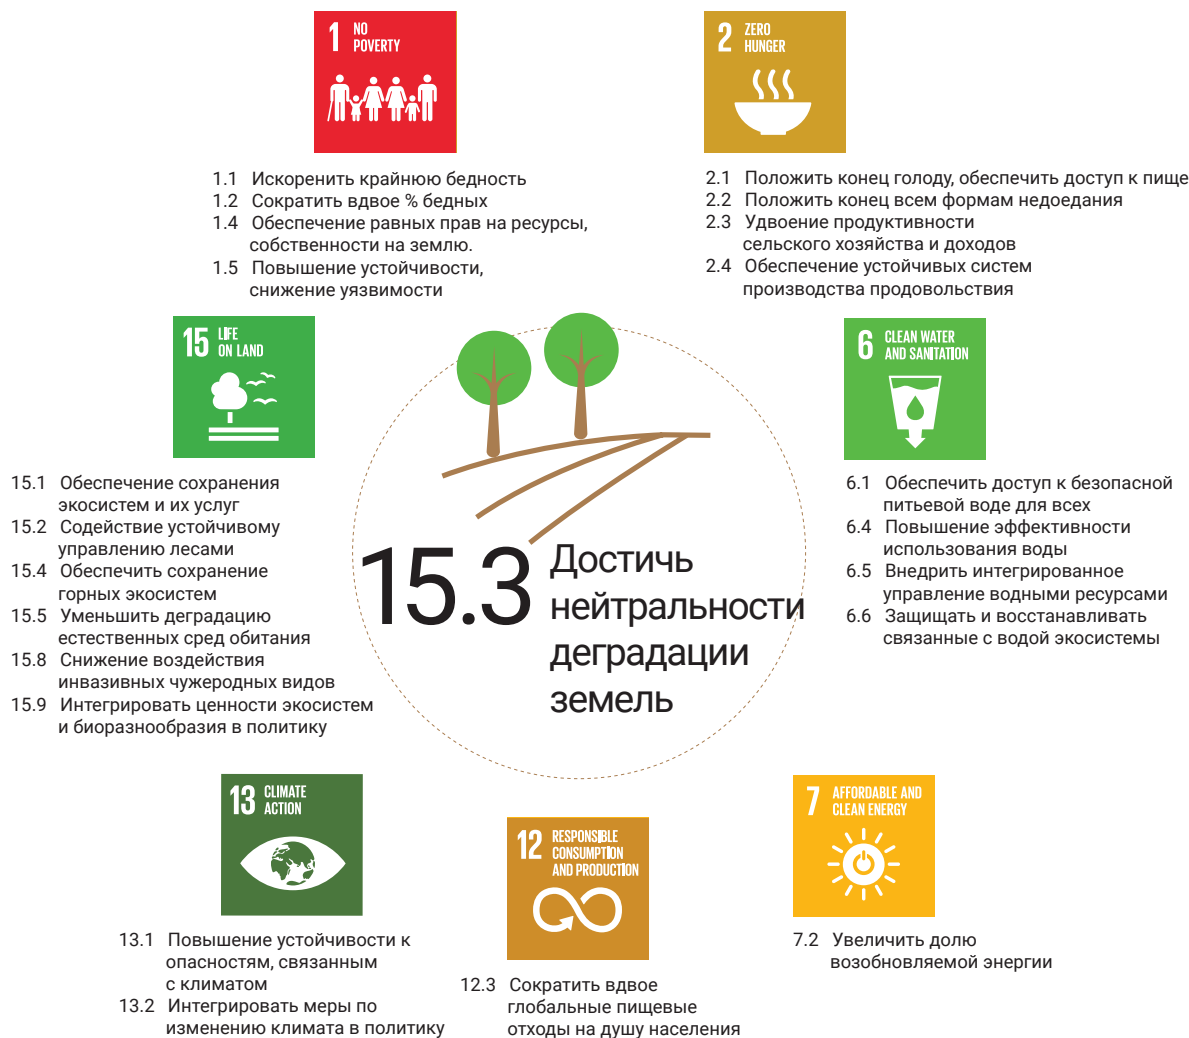 1 NO
POVERTY
1.1 Искоренить крайнюю бедность
1.2 Сократить вдвое % бедных
1.4 Обеспечение равных прав на ресурсы,
собственности на землю.
1.5 Повышение устойчивости,
снижение уязвимости
2 ZERO
HUNGER
2.1 Положить конец голоду, обеспечить доступ к пище
2.2 Положить конец всем формам недоедания
2.3 Удвоение продуктивности
сельского хозяйства и доходов
2.4 Обеспечение устойчивых систем
производства продовольствия
15 LIFE
ON LAND
15.1 Обеспечение сохранения
экосистем и их услуг
15.2 Содействие устойчивому
управлению лесами
15.4 Обеспечить сохранение
горных экосистем
15.5 Уменьшить деградацию
естественных сред обитания
15.8 Снижение воздействия
инвазивных чужеродных видов
15.9 Интегрировать ценности экосистем
и биоразнообразия в политику
15.3 Достичь
нейтральности
деградации
земель
6 CLEAN WATER
AND SANITATION
6.1 Обеспечить доступ к безопасной
питьевой воде для всех
6.4 Повышение эффективности
использования воды
6.5 Внедрить интегрированное
управление водными ресурсами
6.6 Защищать и восстанавливать
связанные с водой экосистемы
13 CLIMATE
ACTION
13.1 Повышение устойчивости к
опасностям, связанным
с климатом
13.2 Интегрировать меры по
изменению климата в политику
12 RESPONSIBLE
CONSUMPTION
AND PRODUCTION
12.3 Сократить вдвое
глобальные пищевые
отходы на душу населения
7 AFFORDABLE AND
CLEAN ENERGY
7.2 Увеличить долю
возобновляемой энергии